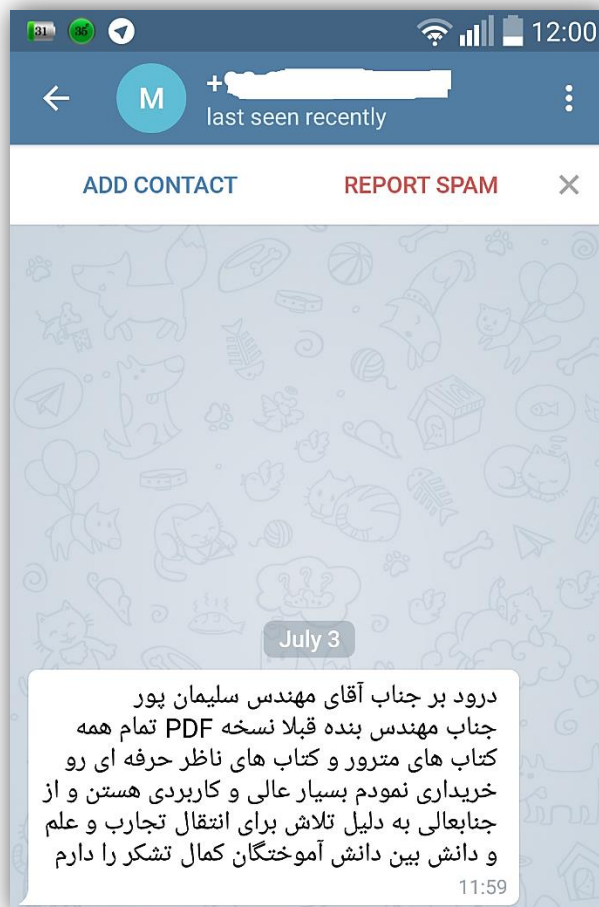 31 35 12:00
M +
last seen recently
ADD CONTACT REPORT SPAM
July 3
درود بر جناب آقای مهندس سلیمان پور
جناب مهندس بنده قبلا نسخه PDF تمام همه
کتاب های مترور و کتاب های ناظر حرفه ای رو
خریداری نمودم بسیار عالی و کاربردی هستن و از
جنابعالی به دلیل تلاش برای انتقال تجارب و علم
و دانش بین دانش آموختگان کمال تشکر را دارم
11:59